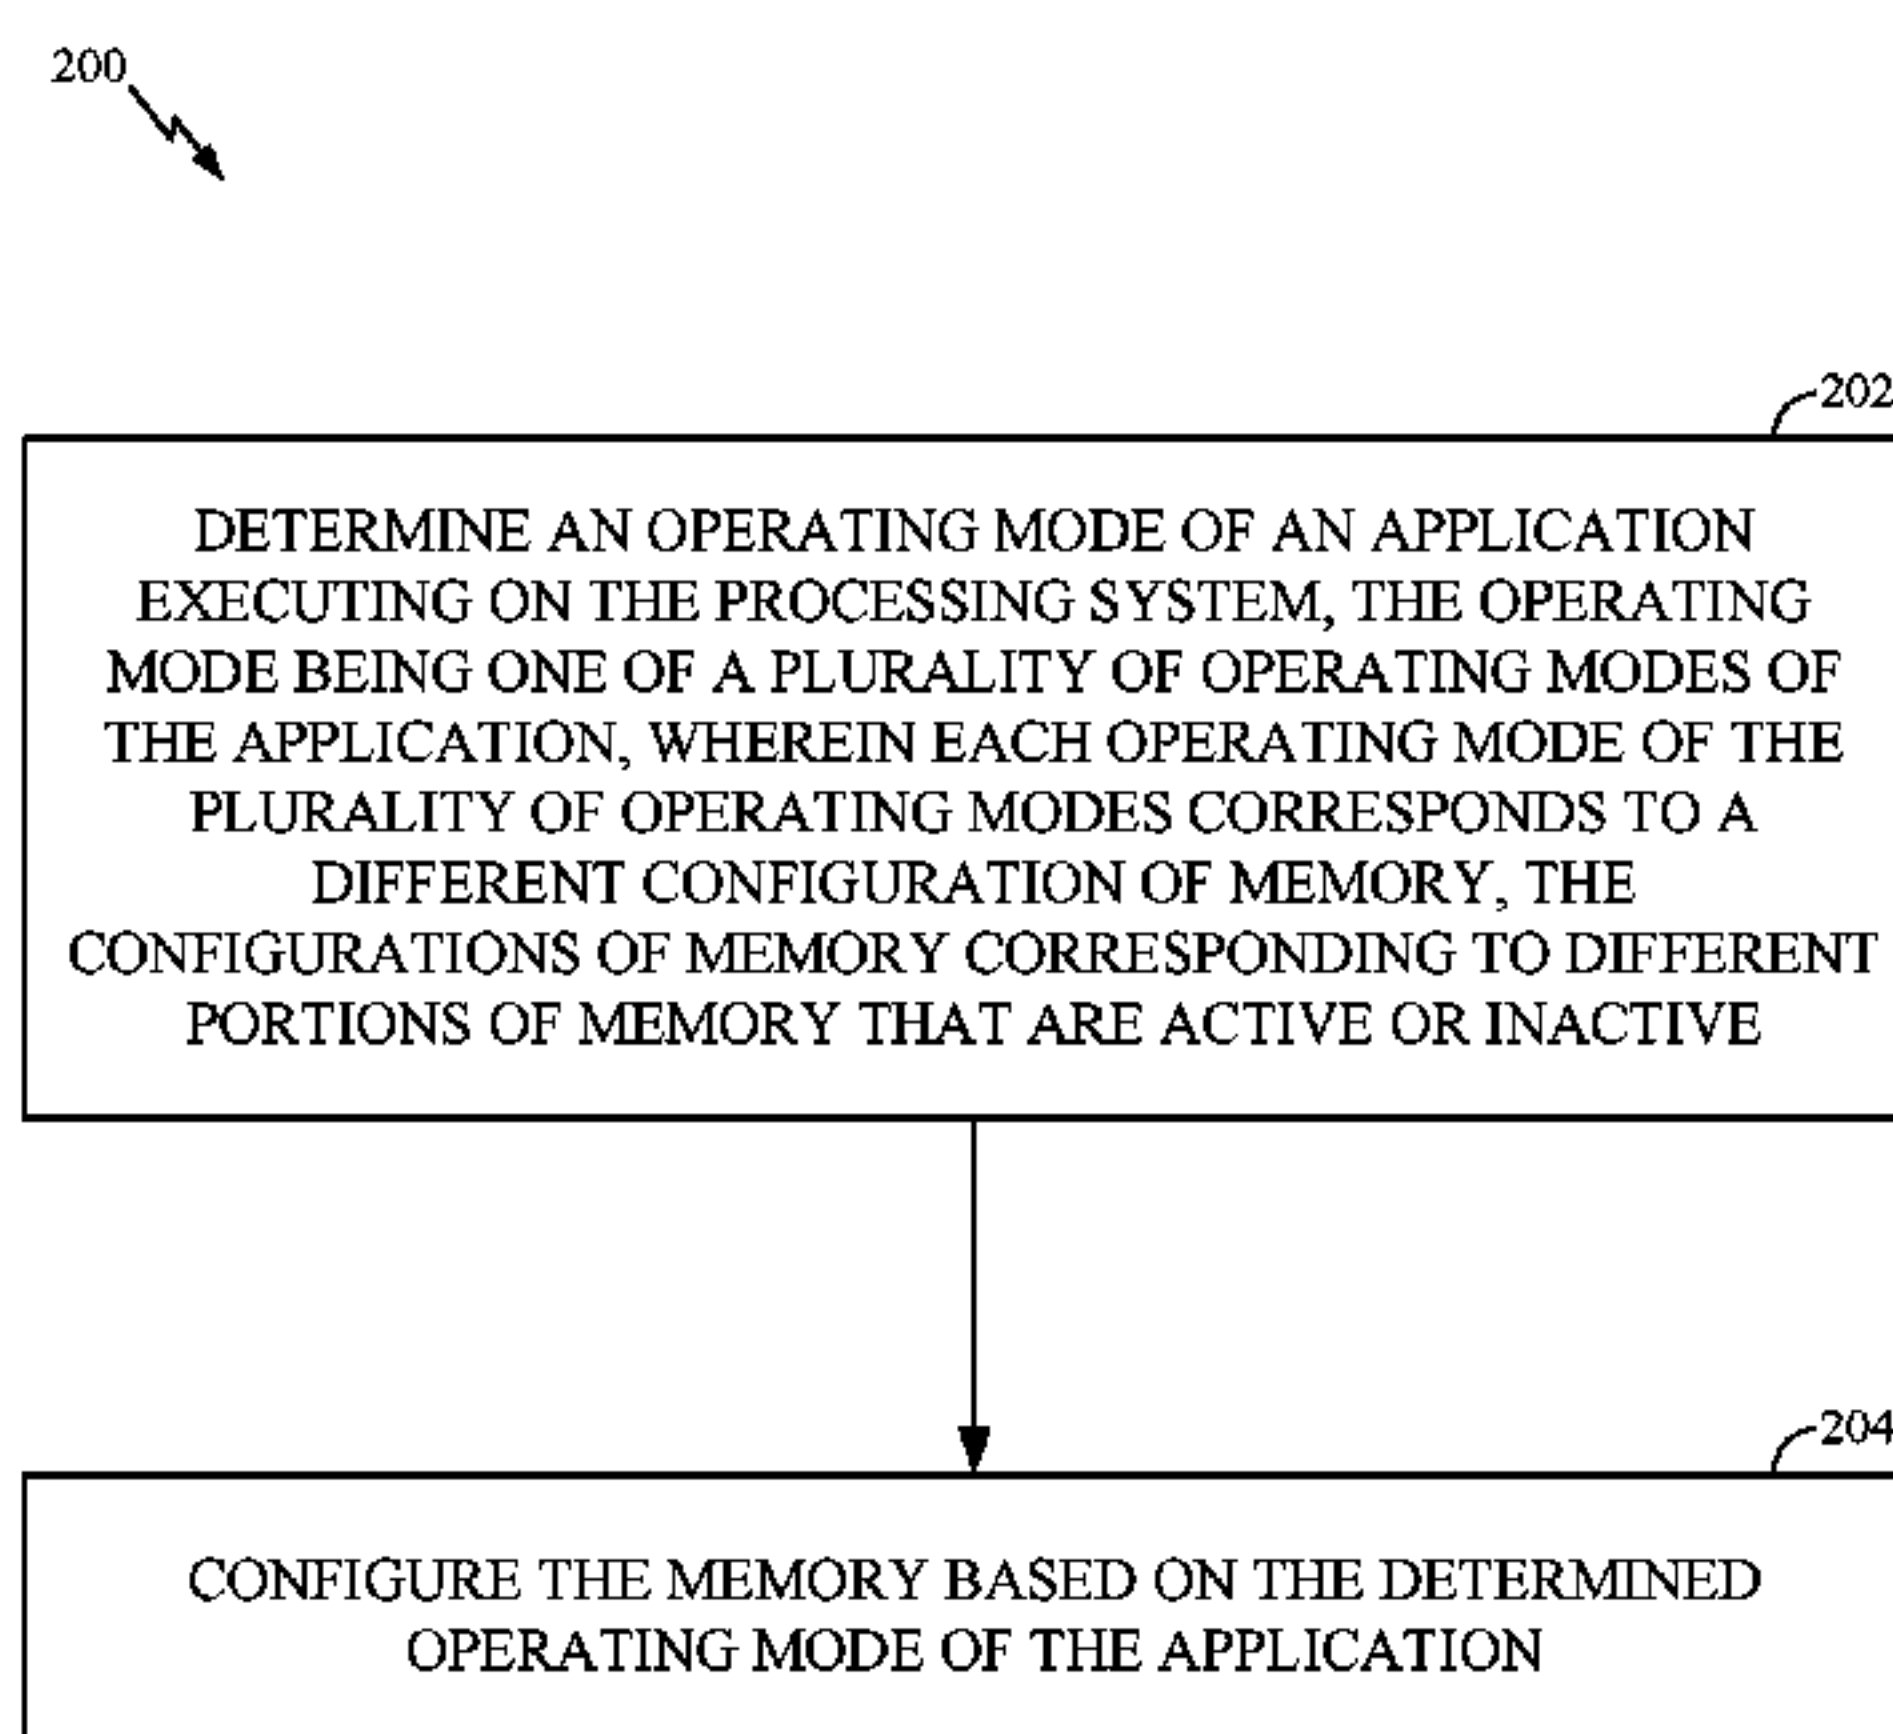 200
202
DETERMINE AN OPERATING MODE OF AN APPLICATION
EXECUTING ON THE PROCESSING SYSTEM, THE OPERATING
MODE BEING ONE OF A PLURALITY OF OPERATING MODES OF
THE APPLICATION, WHEREIN EACH OPERATING MODE OF THE
PLURALITY OF OPERATING MODES CORRESPONDS TO A
DIFFERENT CONFIGURATION OF MEMORY, THE
CONFIGURATIONS OF MEMORY CORRESPONDING TO DIFFERENT
PORTIONS OF MEMORY THAT ARE ACTIVE OR INACTIVE
204
CONFIGURE THE MEMORY BASED ON THE DETERMINED
OPERATING MODE OF THE APPLICATION